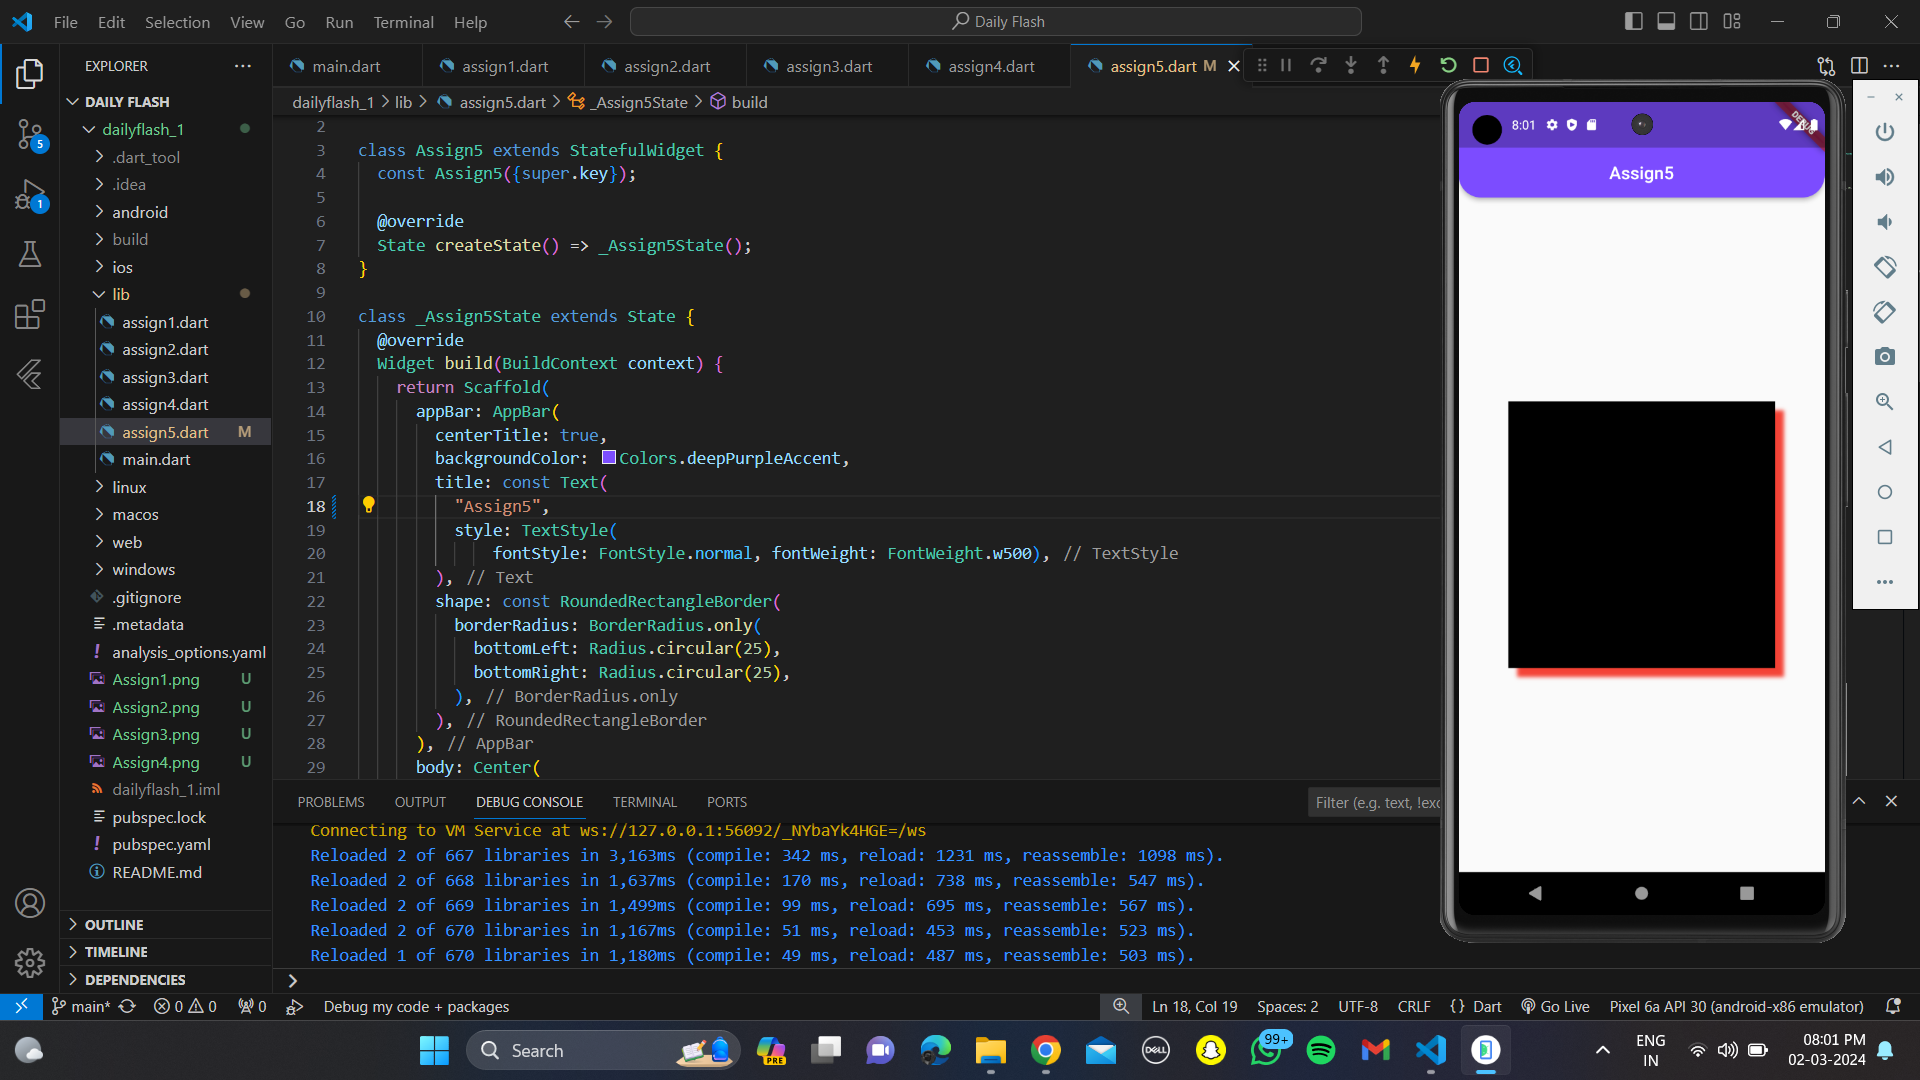 File Edit Selection View Go Run Terminal Help
Daily Flash
EXPLORER
DAILY FLASH
dailyflash_1
.dart_tool
.idea
android
build
ios
lib
assign1.dart
assign2.dart
assign3.dart
assign4.dart
assign5.dart M
main.dart
linux
macos
web
windows
.gitignore
.metadata
analysis_options.yaml
Assign1.png U
Assign2.png U
Assign3.png U
Assign4.png U
dailyflash_1.iml
pubspec.lock
pubspec.yaml
README.md
OUTLINE
TIMELINE
DEPENDENCIES
5
1
main.dart assign1.dart assign2.dart assign3.dart assign4.dart assign5.dart M
dailyflash_1 > lib > assign5.dart > _Assign5State > build
2
3 class Assign5 extends StatefulWidget {
4 const Assign5({super.key});
5
6 @override
7 State createState() => _Assign5State();
8 }
9
10 class _Assign5State extends State {
11 @override
12 Widget build(BuildContext context) {
13 return Scaffold(
14 appBar: AppBar(
15 centerTitle: true,
16 backgroundColor: Colors.deepPurpleAccent,
17 title: const Text(
18 "Assign5",
19 style: TextStyle(
20 fontStyle: FontStyle.normal, fontWeight: FontWeight.w500), // TextStyle
21 ), // Text
22 shape: const RoundedRectangleBorder(
23 borderRadius: BorderRadius.only(
24 bottomLeft: Radius.circular(25),
25 bottomRight: Radius.circular(25),
26 ), // BorderRadius.only
27 ), // RoundedRectangleBorder
28 ), // AppBar
29 body: Center(
PROBLEMS OUTPUT DEBUG CONSOLE TERMINAL PORTS
Filter (e.g. text, !exc
Connecting to VM Service at ws://127.0.0.1:56092/_NYbaYk4HGE=/ws
Reloaded 2 of 667 libraries in 3,163ms (compile: 342 ms, reload: 1231 ms, reassemble: 1098 ms).
Reloaded 2 of 668 libraries in 1,637ms (compile: 170 ms, reload: 738 ms, reassemble: 547 ms).
Reloaded 2 of 669 libraries in 1,499ms (compile: 99 ms, reload: 695 ms, reassemble: 567 ms).
Reloaded 2 of 670 libraries in 1,167ms (compile: 51 ms, reload: 453 ms, reassemble: 523 ms).
Reloaded 1 of 670 libraries in 1,180ms (compile: 49 ms, reload: 487 ms, reassemble: 503 ms).
8:01
DEBUG
Assign5
main* 0 0 0 Debug my code + packages
Ln 18, Col 19 Spaces: 2 UTF-8 CRLF {} Dart Go Live Pixel 6a API 30 (android-x86 emulator)
Search
PRE
DELL
99+
ENG
IN
08:01 PM
02-03-2024